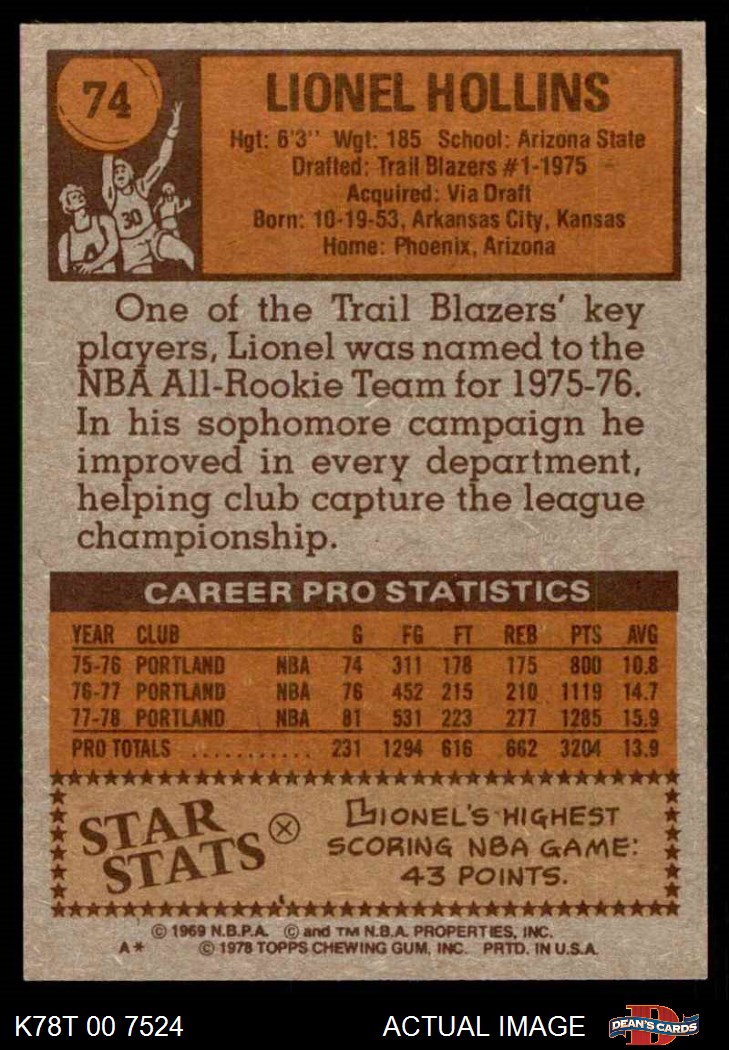 74
LIONEL HOLLINS
Hgt: 6'3'' Wgt: 185 School: Arizona State
Drafted: Trail Blazers #1-1975
Acquired: Via Draft
Born: 10-19-53, Arkansas City, Kansas
Home: Phoenix, Arizona
30
One of the Trail Blazers' key
players, Lionel was named to the
NBA All-Rookie Team for 1975-76.
In his sophomore campaign he
improved in every department,
helping club capture the league
championship.
CAREER PRO STATISTICS
YEAR CLUB G FG FT REB PTS AVG
75-76 PORTLAND NBA 74 311 178 175 800 10.8
76-77 PORTLAND NBA 76 452 215 210 1119 14.7
77-78 PORTLAND NBA 81 531 223 277 1285 15.9
PRO TOTALS ........... 231 1294 616 662 3204 13.9
STAR
STATS
LIONEL'S HIGHEST
SCORING NBA GAME:
43 POINTS.
© 1969 N.B.P.A. © and TM N.B.A. PROPERTIES, INC.
A* © 1978 TOPPS CHEWING GUM, INC. PRTD. IN U.S.A.
K78T 00 7524 ACTUAL IMAGE
DEAN'S CARDS